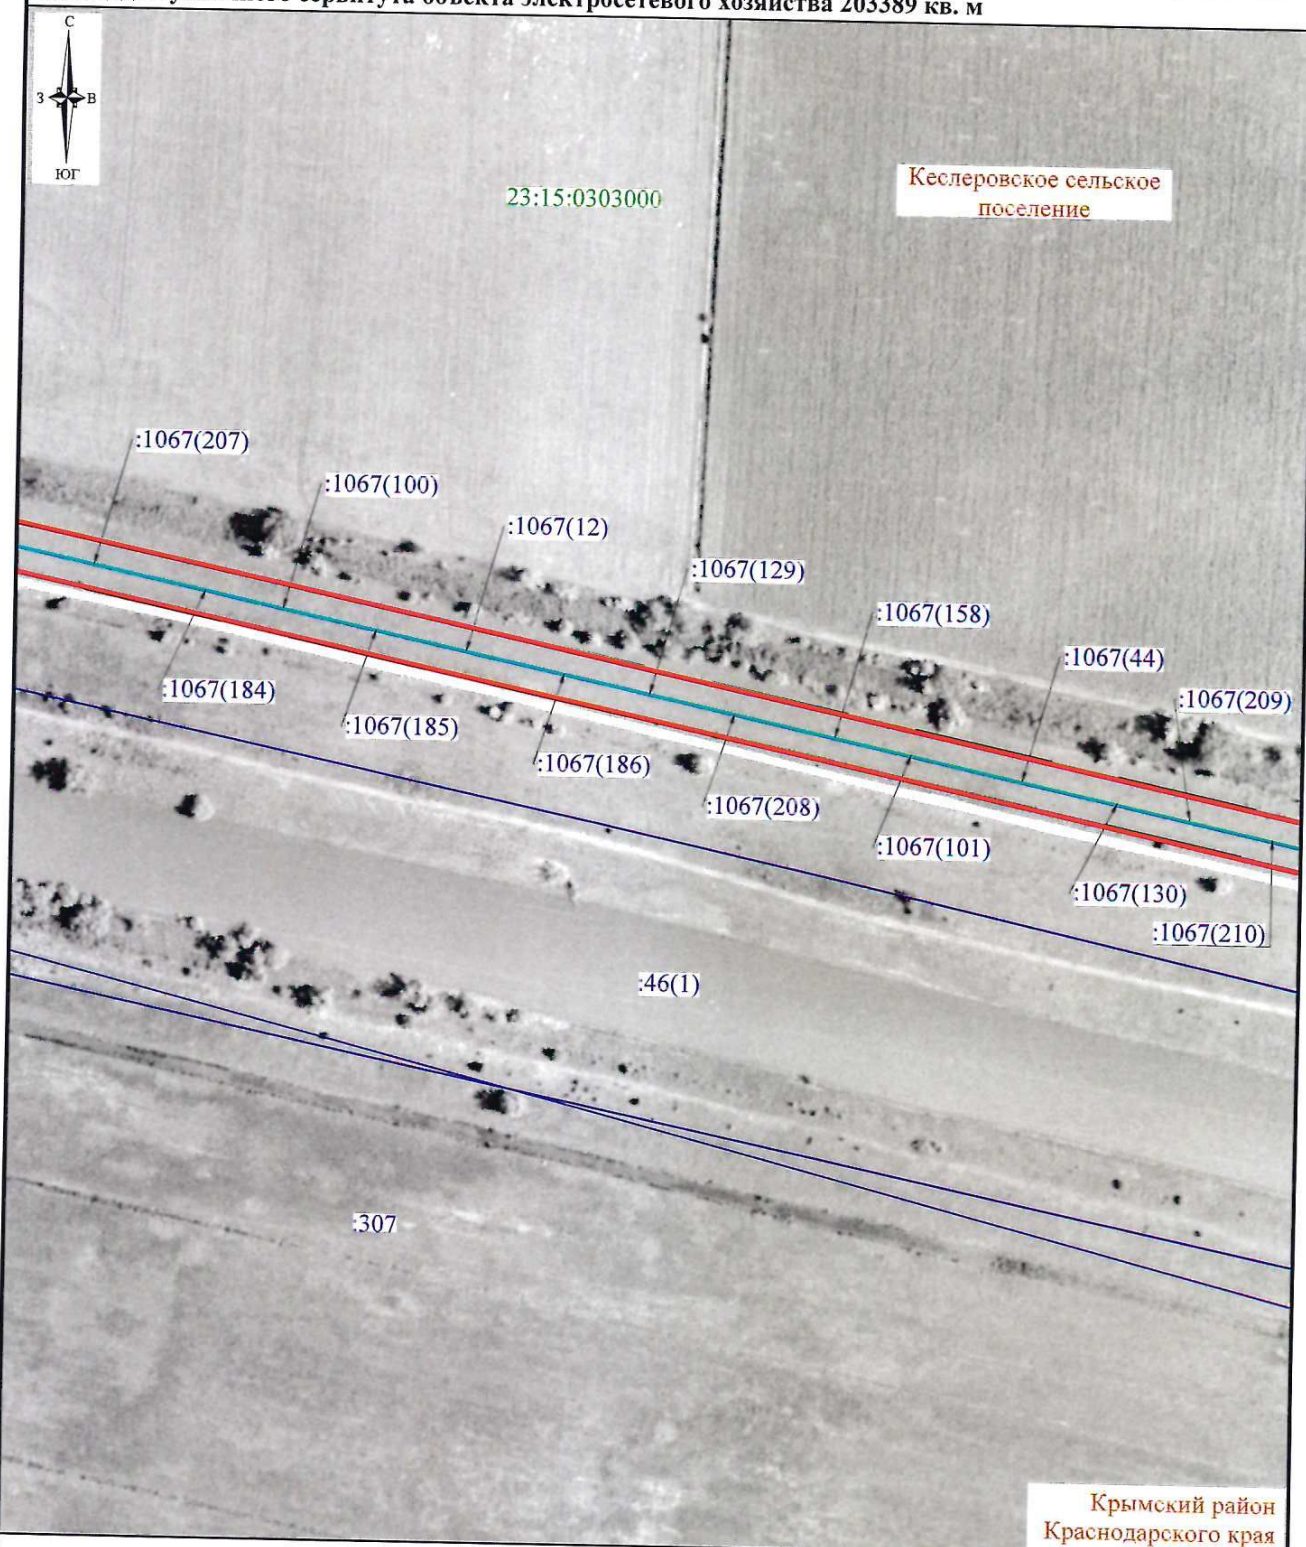 сервитута объекта электросетевого хозяйства 203389 кв. м
С
З В
ЮГ
23:15:0303000
Кеслеровское сельское
поселение
:1067(207)
:1067(100)
:1067(12)
:1067(129)
:1067(158)
:1067(44)
:1067(209)
:1067(184)
:1067(185)
:1067(186)
:1067(208)
:1067(101)
:1067(130)
:1067(210)
:46(1)
:307
Крымский район
Краснодарского края